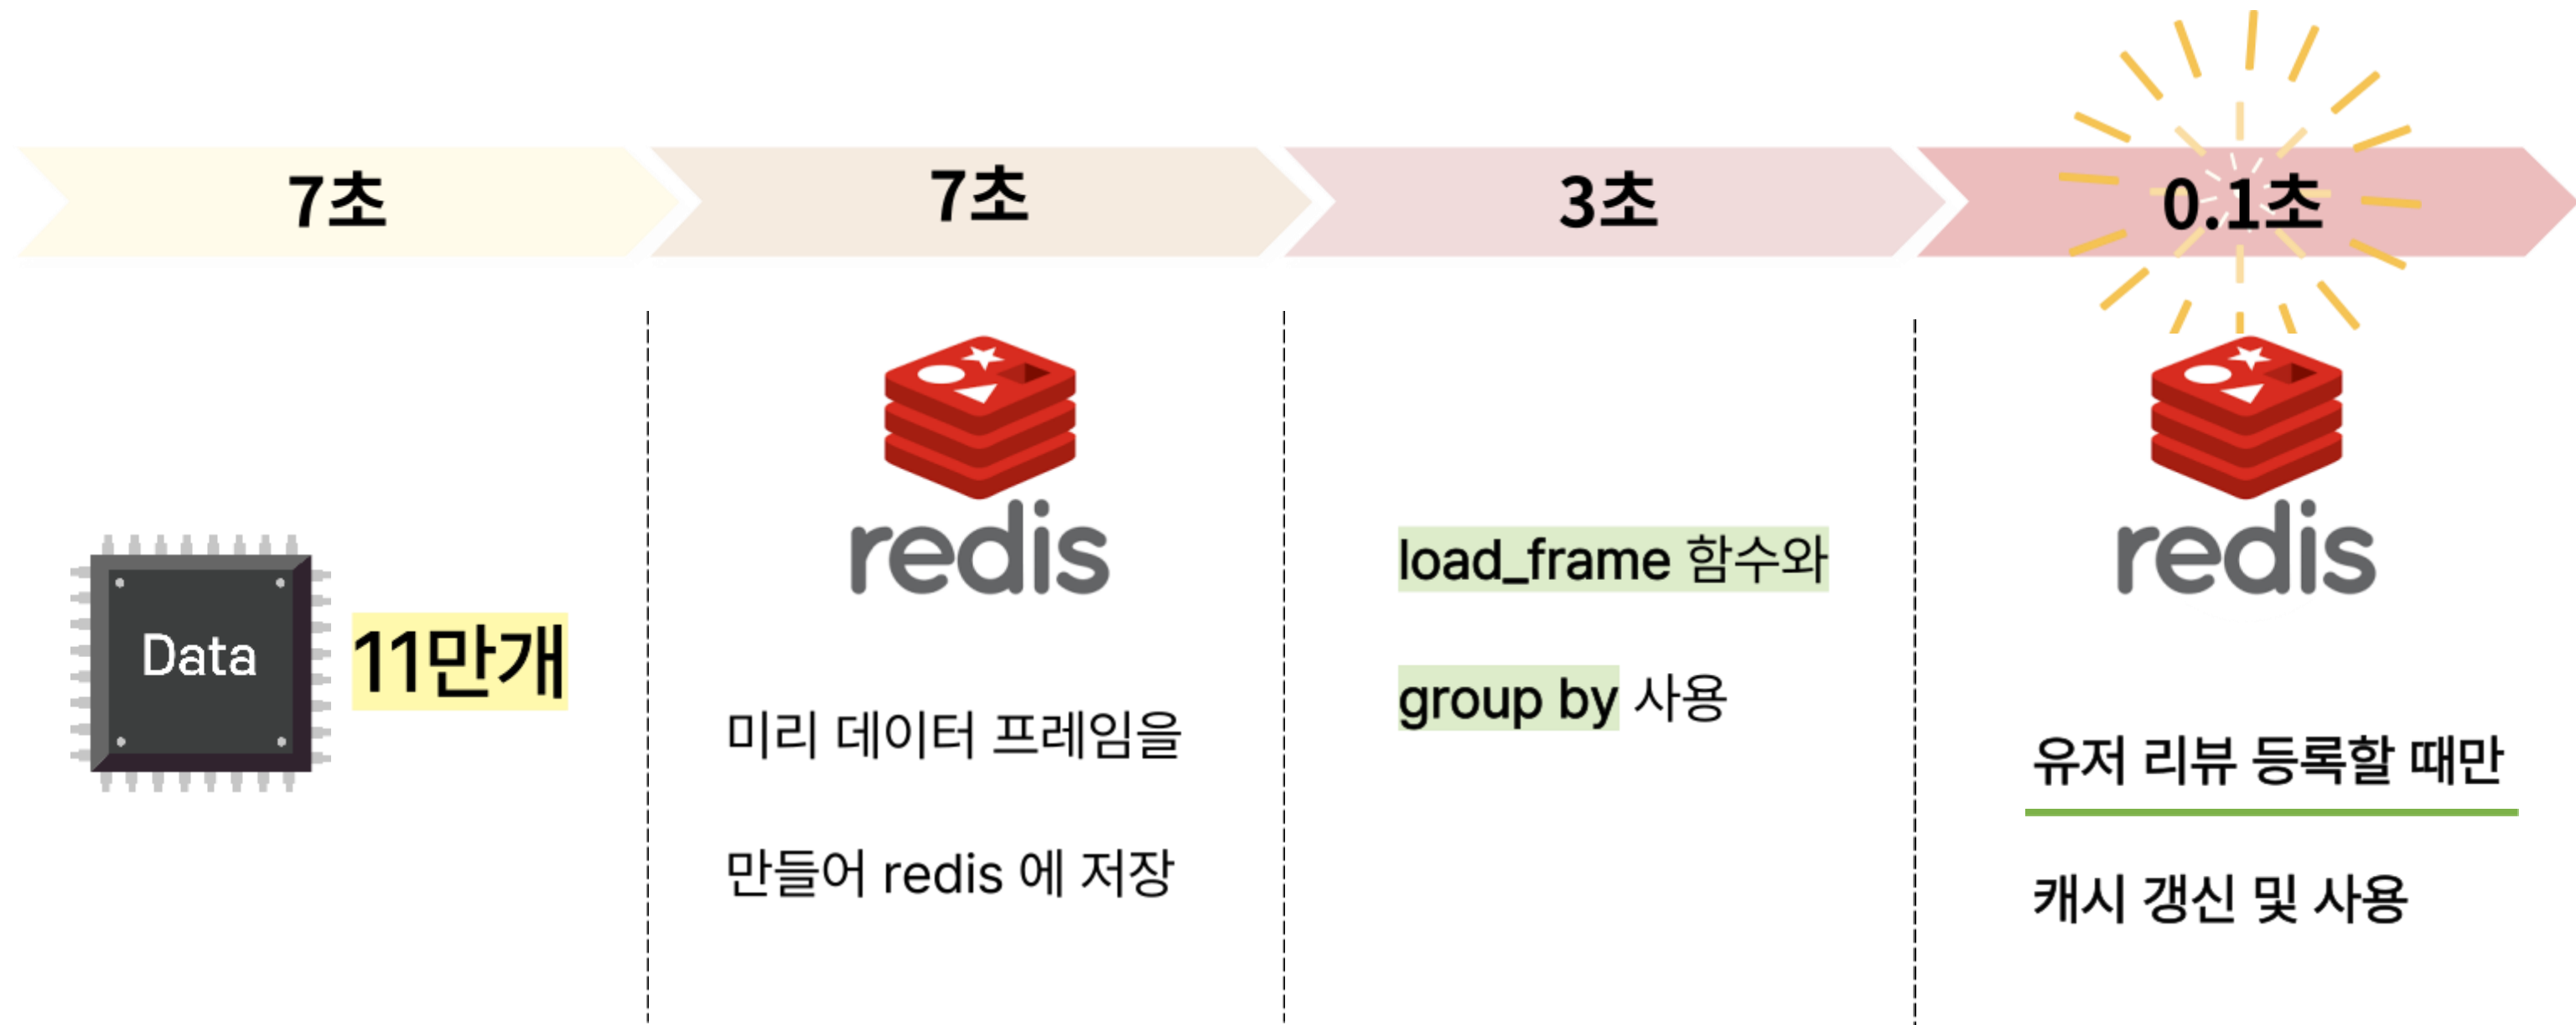 7초
7초
3초
0.1초
Data
11만개
redis
미리 데이터 프레임을
만들어 redis 에 저장
load_frame 함수와
group by 사용
redis
유저 리뷰 등록할 때만
캐시 갱신 및 사용